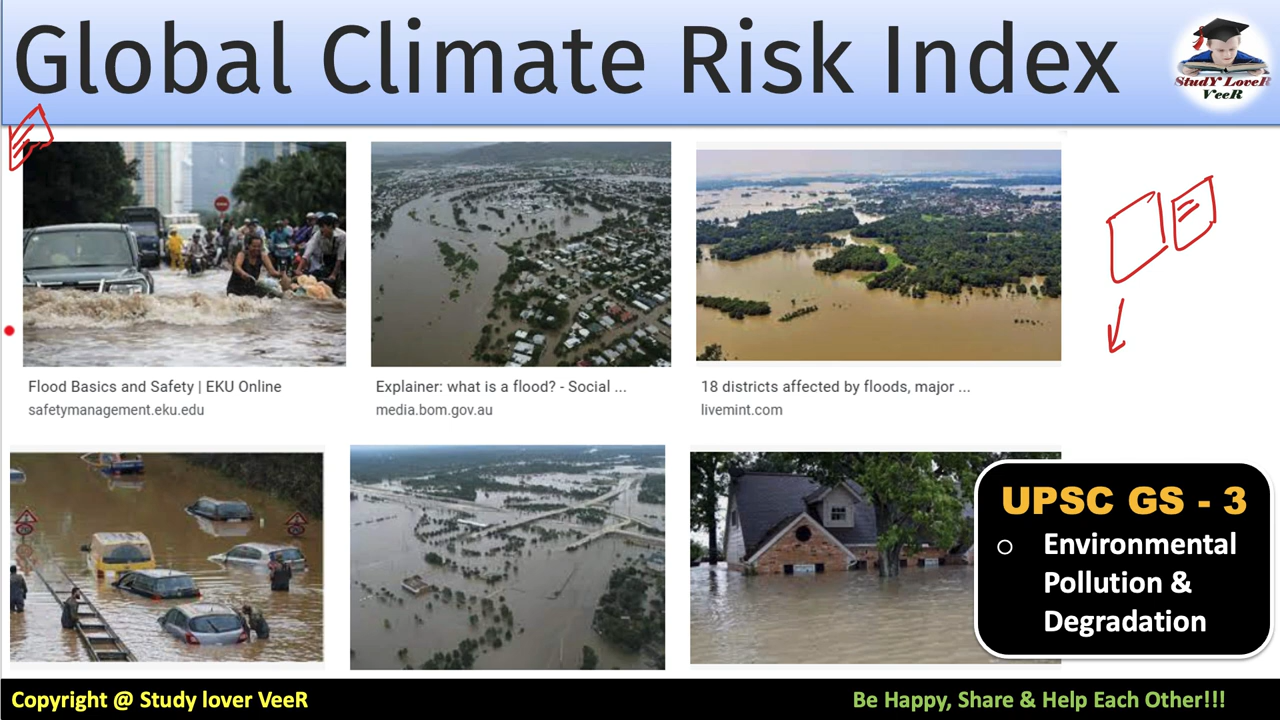 Global Climate Risk Index
StudY LoveR
VeeR
Flood Basics and Safety | EKU Online
safetymanagement.eku.edu
Explainer: what is a flood? - Social ...
media.bom.gov.au
18 districts affected by floods, major ...
livemint.com
UPSC GS - 3
Environmental
Pollution &
Degradation
Copyright @ Study lover VeeR
Be Happy, Share & Help Each Other!!!